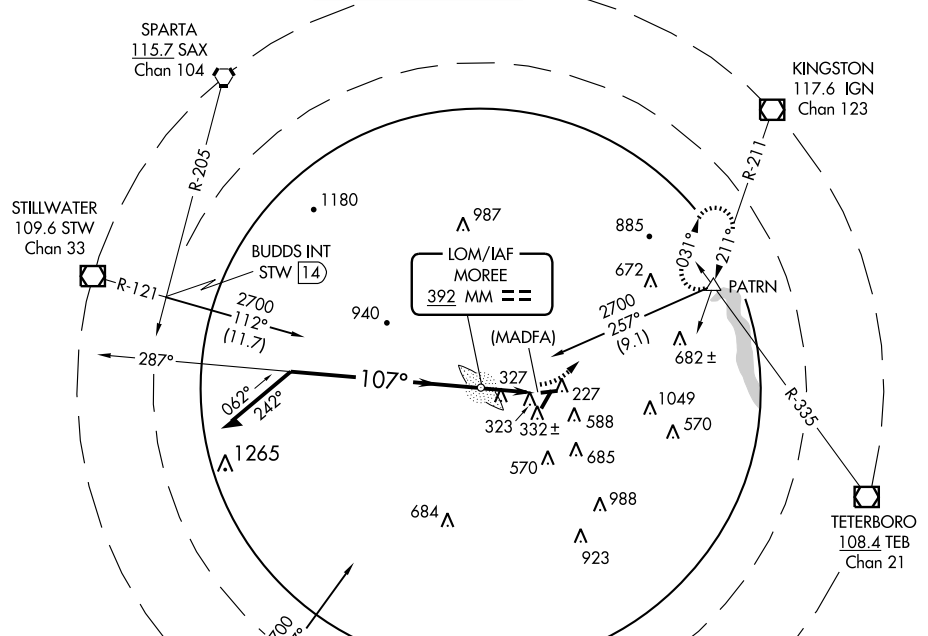 SPARTA
115.7 SAX
Chan 104
KINGSTON
117.6 IGN
Chan 123
R-205
R-211
STILLWATER
109.6 STW
Chan 33
1180
987
885
BUDDS INT
STW 14
LOM/IAF
MOREE
392 MM
031°
211°
672
PATRN
R-121
2700
112°
(11.7)
940
2700
257°
(9.1)
(MADFA)
682 ±
287°
107°
062°
242°
327
227
323
332 ±
588
1049
570
R-335
1265
570
685
684
988
923
TETERBORO
108.4 TEB
Chan 21